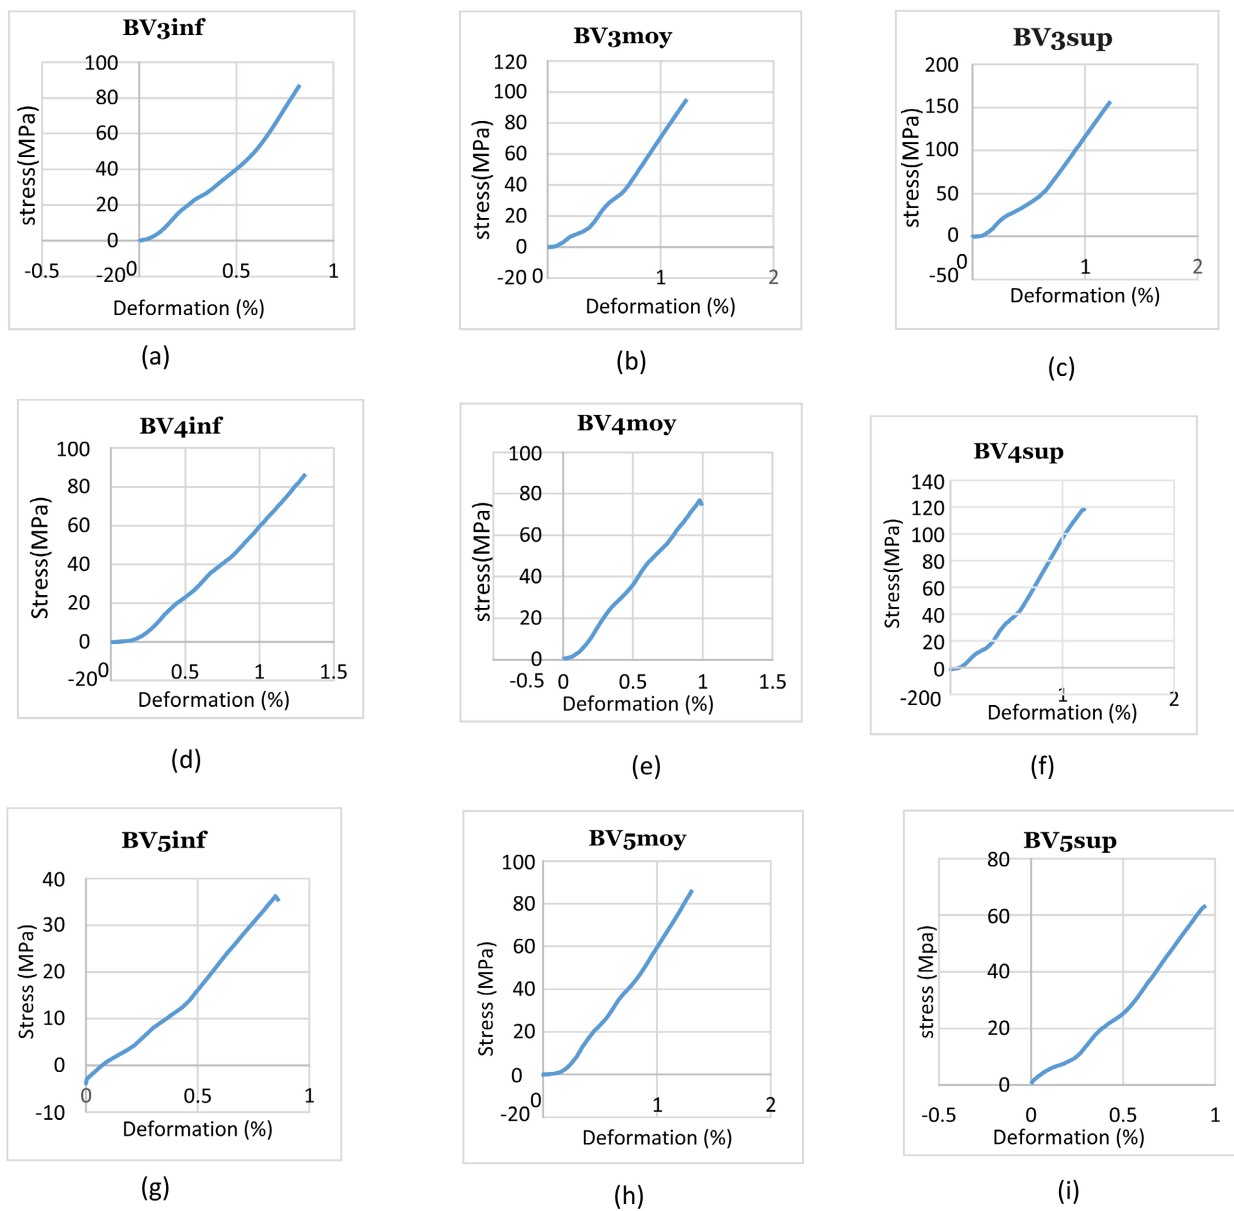 BV3inf
100
80
60
40
20
0
-20
-0.5
0
0.5
1
stress(MPa)
Deformation (%)
(a)
BV3moy
120
100
80
60
40
20
0
-20
0
1
2
stress(MPa)
Deformation (%)
(b)
BV3sup
200
150
100
50
0
-50
0
1
2
stress(MPa)
Deformation (%)
(c)
BV4inf
100
80
60
40
20
0
-20
0
0.5
1
1.5
Stress(MPa)
Deformation (%)
(d)
BV4moy
100
80
60
40
20
0
-0.5
0
0.5
1
1.5
stress(MPa)
Deformation (%)
(e)
BV4sup
140
120
100
80
60
40
20
0
-200
1
2
Stress(MPa)
Deformation (%)
(f)
BV5inf
40
30
20
10
0
-10
0
0.5
1
Stress (MPa)
Deformation (%)
(g)
BV5moy
100
80
60
40
20
0
-20
0
1
2
Stress (MPa)
Deformation (%)
(h)
BV5sup
80
60
40
20
0
-0.5
0
0.5
1
stress (Mpa)
Deformation (%)
(i)